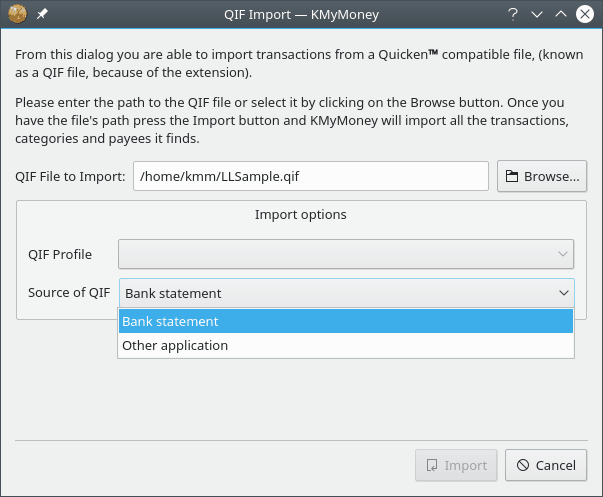 QIF Import — KMyMoney
From this dialog you are able to import transactions from a Quicken™ compatible file, (known
as a QIF file, because of the extension).
Please enter the path to the QIF file or select it by clicking on the Browse button. Once you
have the file's path press the Import button and KMyMoney will import all the transactions,
categories and payees it finds.
QIF File to Import: /home/kmm/LLSample.qif Browse...
Import options
QIF Profile
Source of QIF Bank statement
Bank statement
Other application
Import Cancel